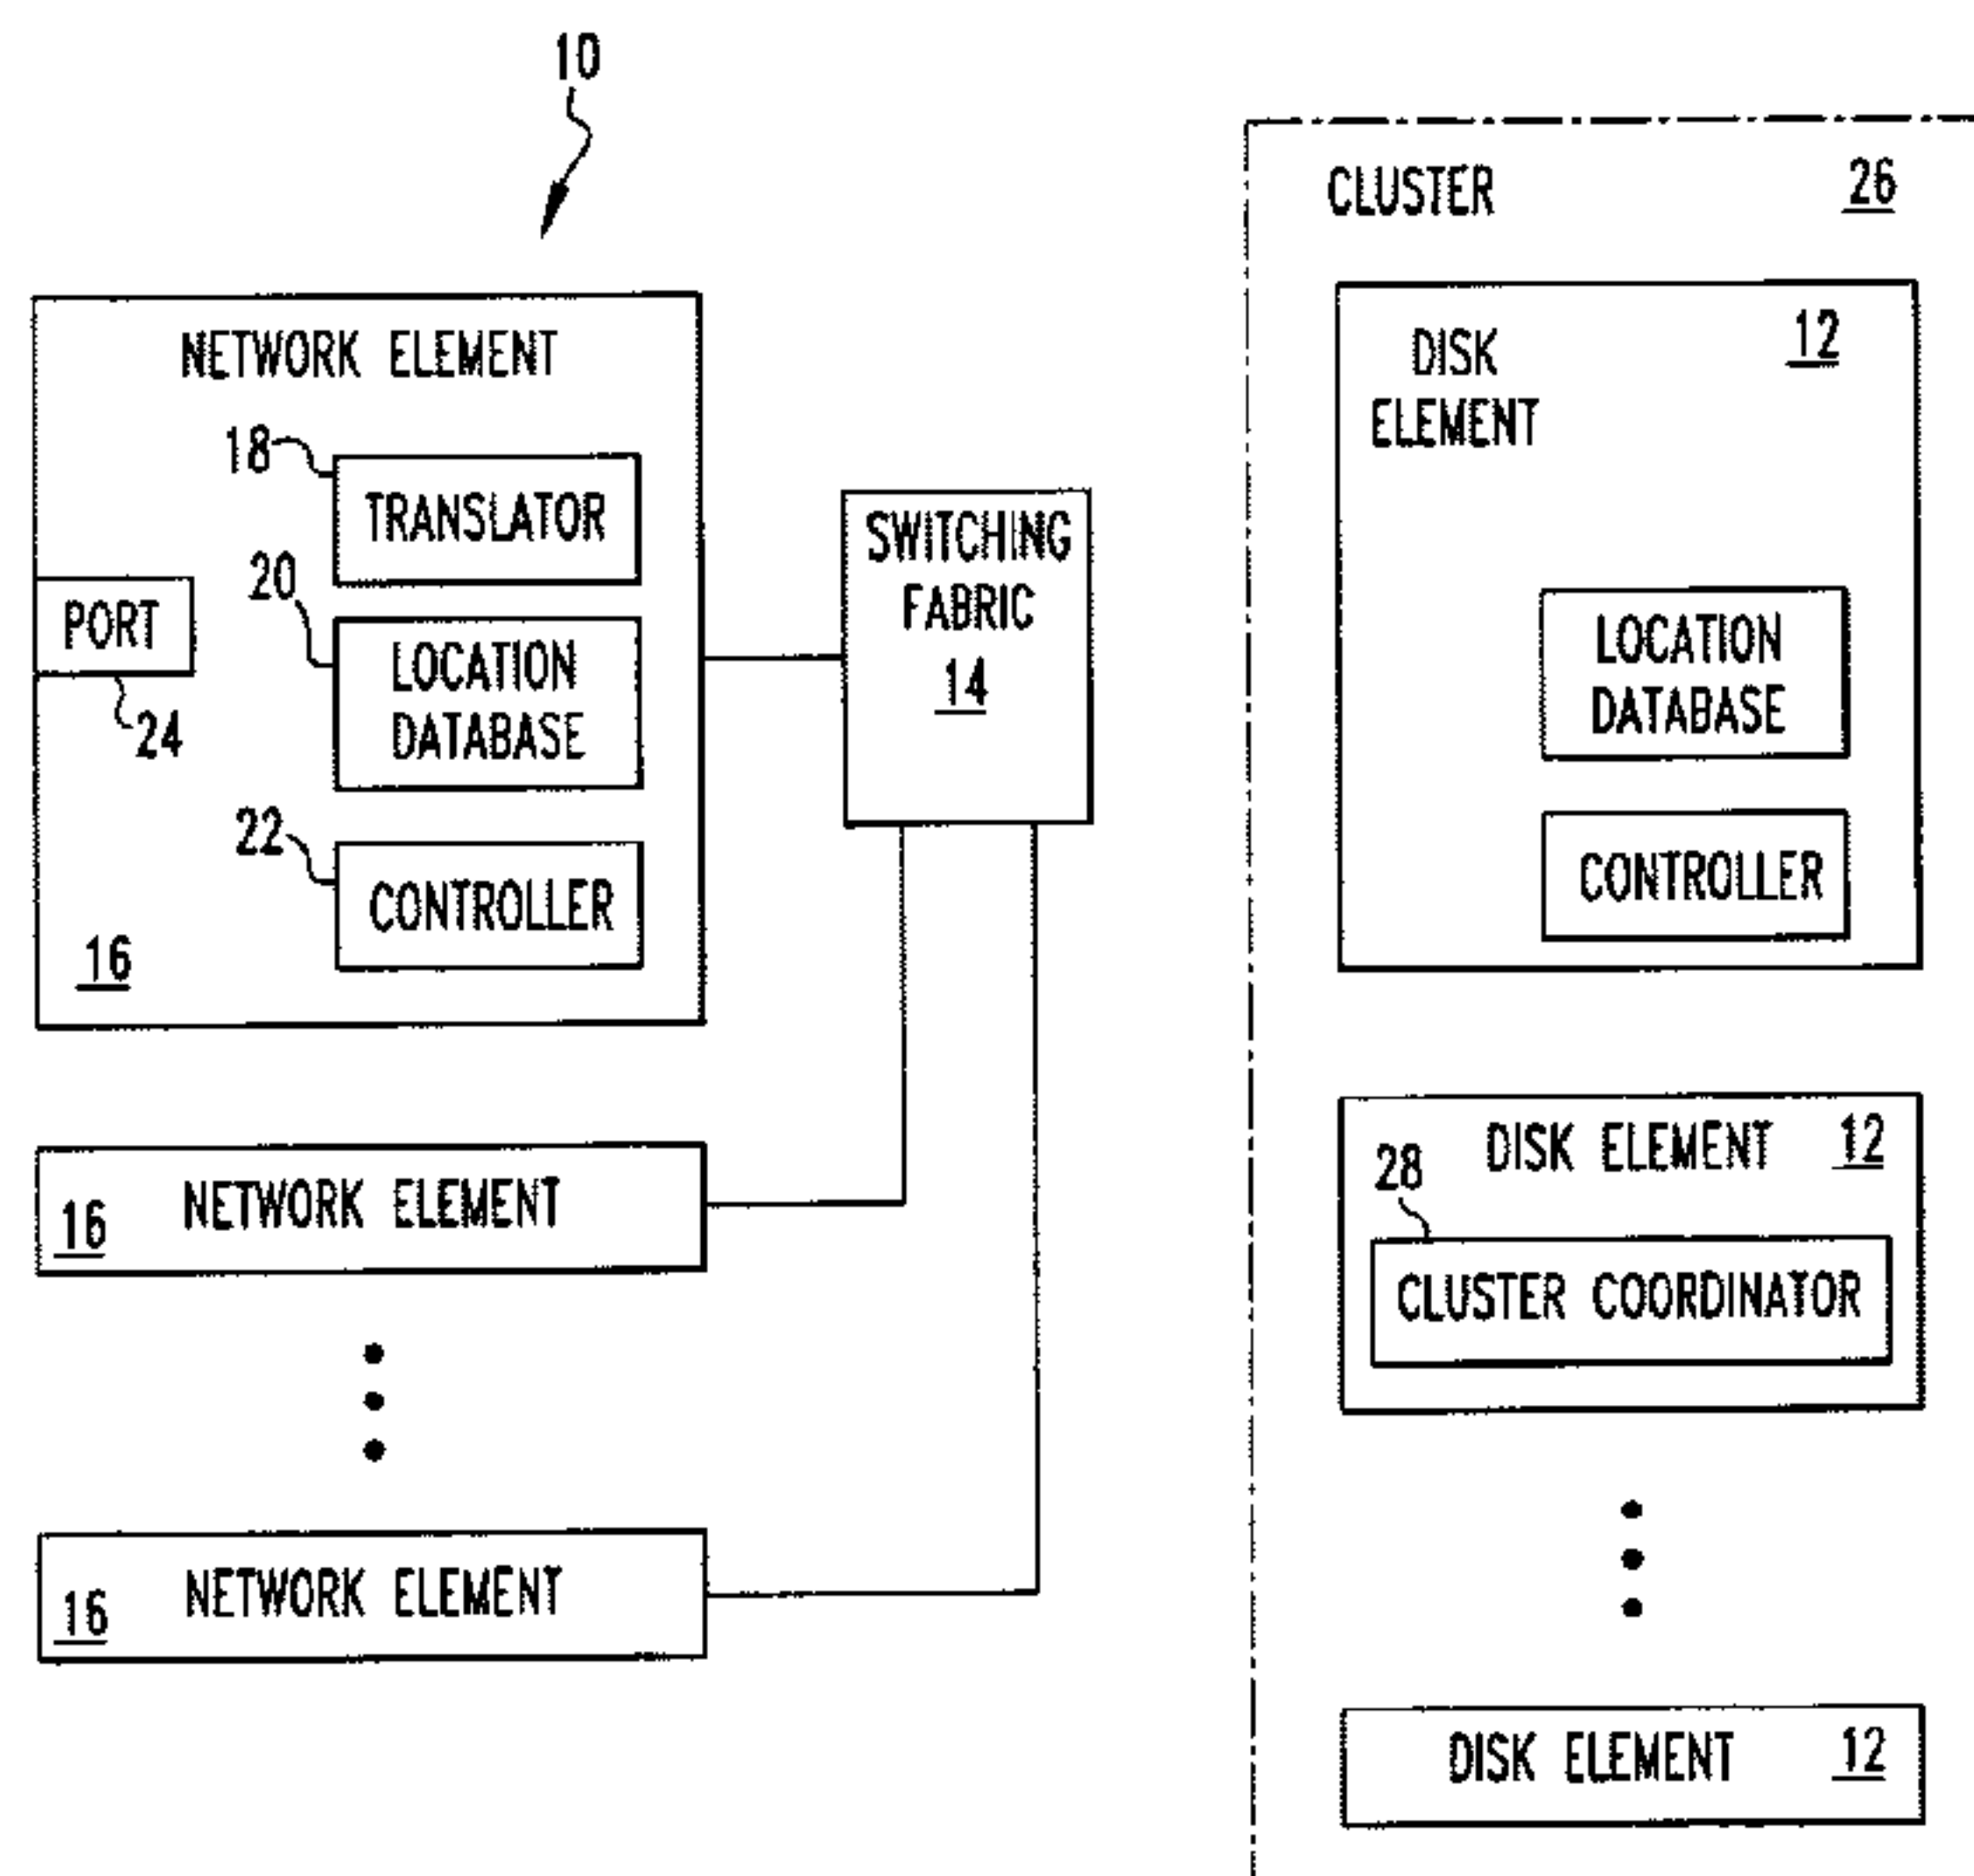 10
NETWORK ELEMENT
18
TRANSLATOR
20
LOCATION
DATABASE
PORT
24
22
CONTROLLER
16
SWITCHING
FABRIC
14
16
NETWORK ELEMENT
16
NETWORK ELEMENT
CLUSTER
26
DISK
ELEMENT
12
LOCATION
DATABASE
CONTROLLER
DISK ELEMENT
12
28
CLUSTER COORDINATOR
DISK ELEMENT
12